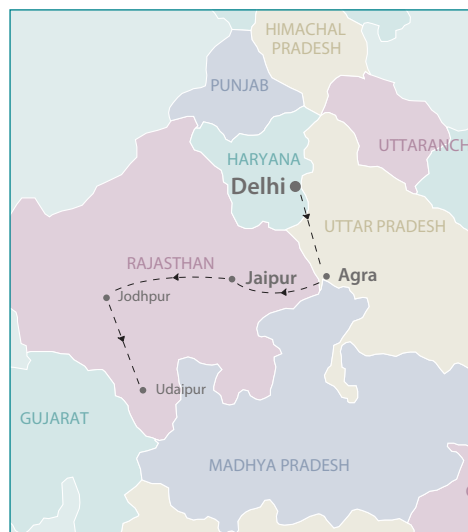 HIMACHAL
PRADESH
PUNJAB
UTTARANCH
HARYANA
Delhi
UTTAR PRADESH
RAJASTHAN
Jaipur
Agra
Jodhpur
Udaipur
GUJARAT
MADHYA PRADESH